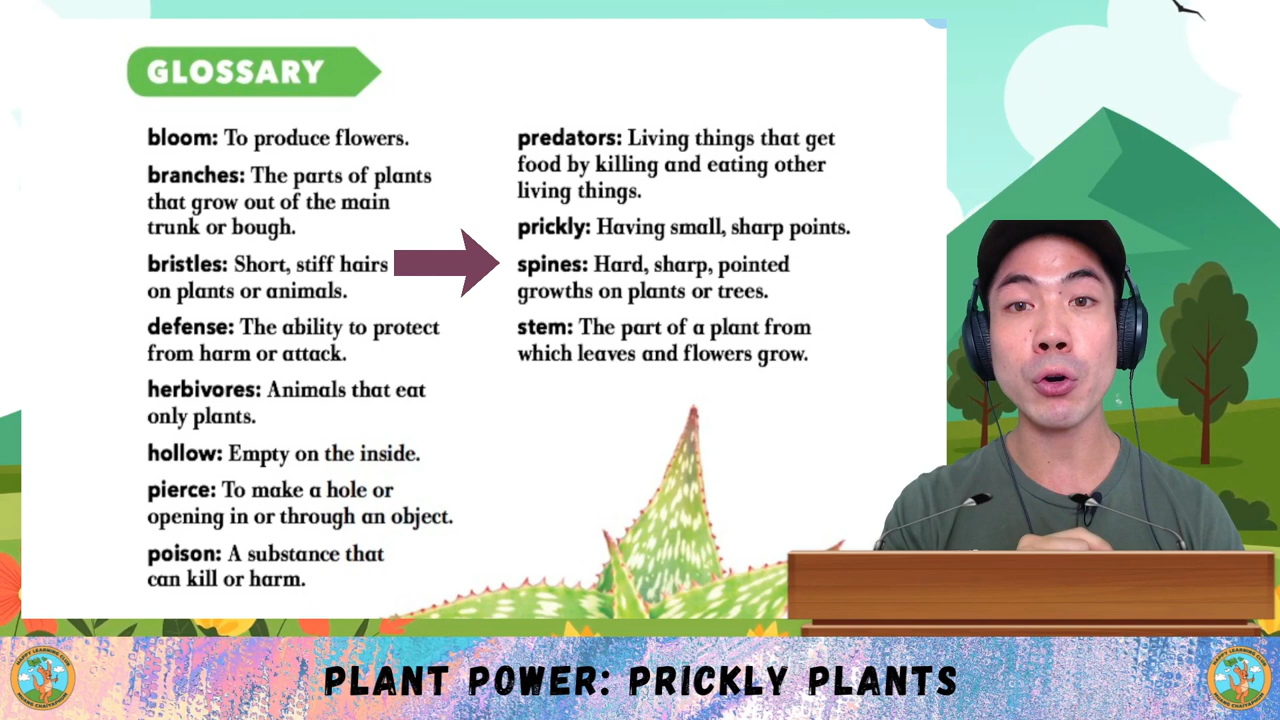 GLOSSARY
bloom: To produce flowers.
branches: The parts of plants
that grow out of the main
trunk or bough.
bristles: Short, stiff hairs
on plants or animals.
defense: The ability to protect
from harm or attack.
herbivores: Animals that eat
only plants.
hollow: Empty on the inside.
pierce: To make a hole or
opening in or through an object.
poison: A substance that
can kill or harm.
predators: Living things that get
food by killing and eating other
living things.
prickly: Having small, sharp points.
spines: Hard, sharp, pointed
growths on plants or trees.
stem: The part of a plant from
which leaves and flowers grow.
PLANT POWER: PRICKLY PLANTS